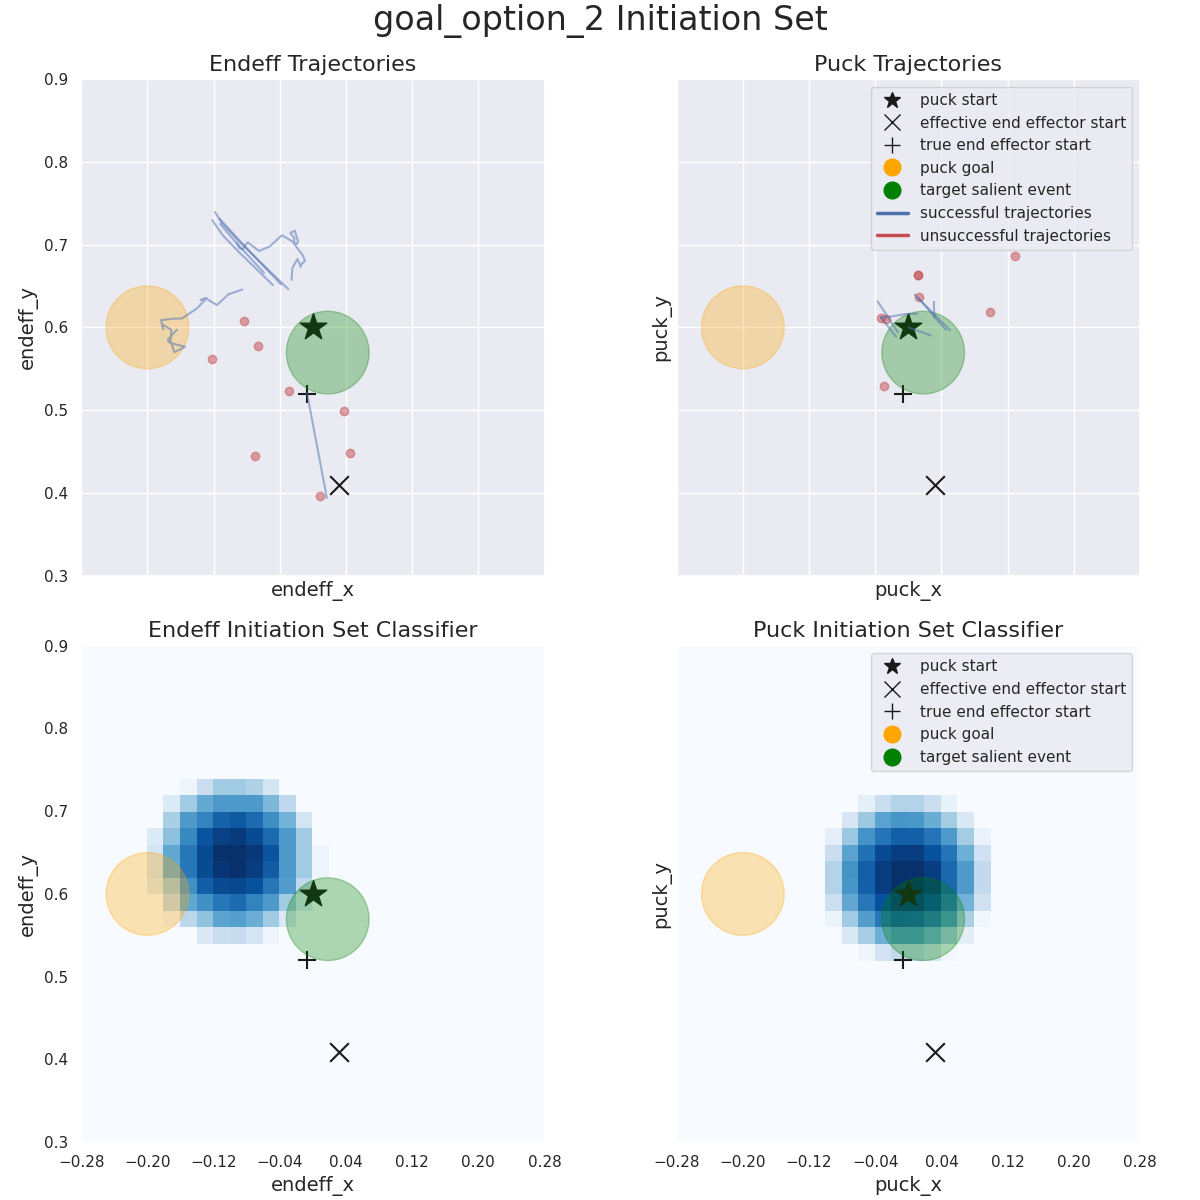 goal_option_2 Initiation Set
Endeff Trajectories
0.9
0.8
0.7
0.6
0.5
0.4
0.3
endeff_y
endeff_x
Puck Trajectories
puck start
effective end effector start
true end effector start
puck goal
target salient event
successful trajectories
unsuccessful trajectories
puck_y
puck_x
Endeff Initiation Set Classifier
0.9
0.8
0.7
0.6
0.5
0.4
0.3
endeff_y
−0.28 −0.20 −0.12 −0.04 0.04 0.12 0.20 0.28
endeff_x
Puck Initiation Set Classifier
puck start
effective end effector start
true end effector start
puck goal
target salient event
puck_y
−0.28 −0.20 −0.12 −0.04 0.04 0.12 0.20 0.28
puck_x